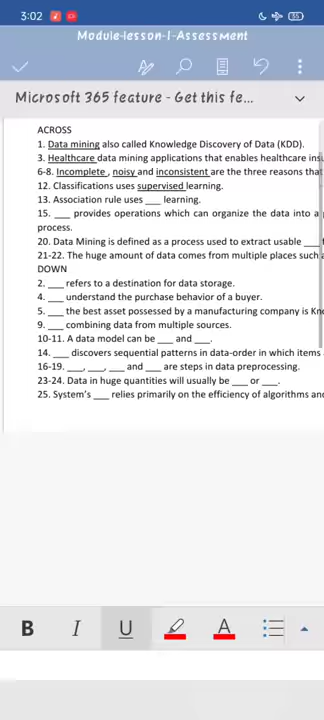 3:02
85
Module-lesson-1-Assessment
Microsoft 365 feature - Get this fe...
ACROSS
1. Data mining also called Knowledge Discovery of Data (KDD).
3. Healthcare data mining applications that enables healthcare insu
6-8. Incomplete , noisy and inconsistent are the three reasons that
12. Classifications uses supervised learning.
13. Association rule uses ___ learning.
15. ___ provides operations which can organize the data into a
process.
20. Data Mining is defined as a process used to extract usable ___
21-22. The huge amount of data comes from multiple places such
DOWN
2. ___ refers to a destination for data storage.
4. ___ understand the purchase behavior of a buyer.
5. ___ the best asset possessed by a manufacturing company is Kn
9. ___ combining data from multiple sources.
10-11. A data model can be ___ and ___.
14. ___ discovers sequential patterns in data-order in which items
16-19. ___, ___, ___ and ___ are steps in data preprocessing.
23-24. Data in huge quantities will usually be ___ or ___.
25. System's ___ relies primarily on the efficiency of algorithms and
B I U A